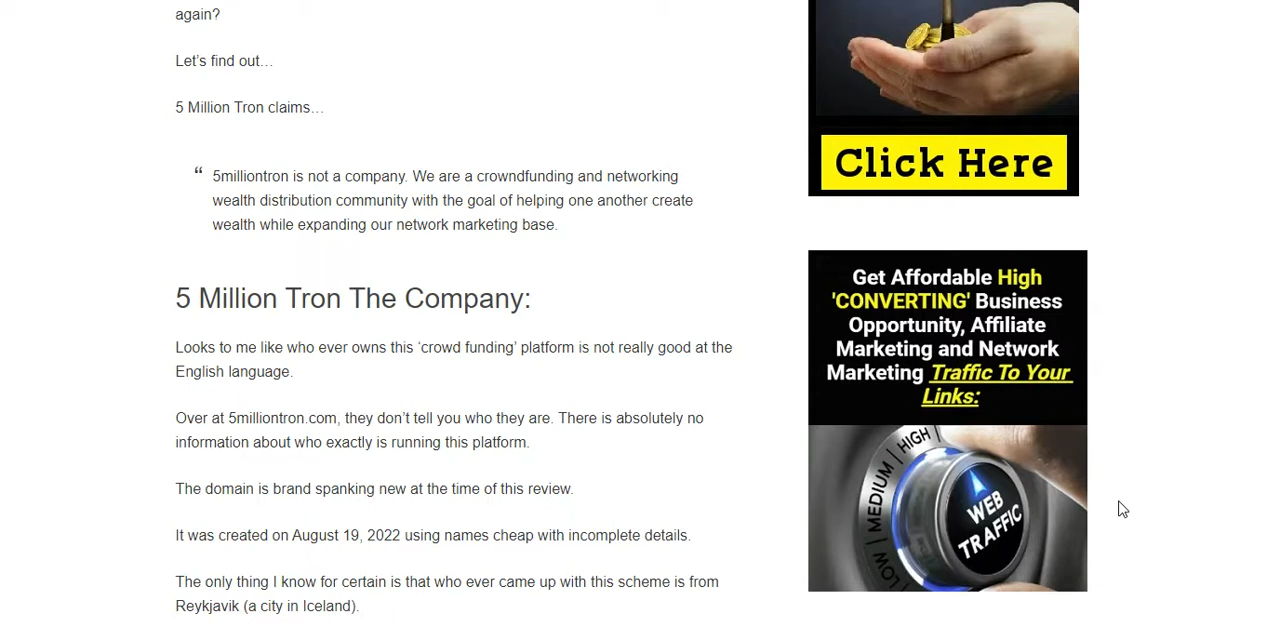 again?
Let’s find out…
5 Million Tron claims…
“ 5milliontron is not a company. We are a crowndfunding and networking
wealth distribution community with the goal of helping one another create
wealth while expanding our network marketing base.
5 Million Tron The Company:
Looks to me like who ever owns this ‘crowd funding’ platform is not really good at the
English language.
Over at 5milliontron.com, they don’t tell you who they are. There is absolutely no
information about who exactly is running this platform.
The domain is brand spanking new at the time of this review.
It was created on August 19, 2022 using names cheap with incomplete details.
The only thing I know for certain is that who ever came up with this scheme is from
Reykjavik (a city in Iceland).
Click Here
Get Affordable High
'CONVERTING' Business
Opportunity, Affiliate
Marketing and Network
Marketing Traffic To Your
Links:
LOW | MEDIUM | HIGH |
WEB
TRAFFIC